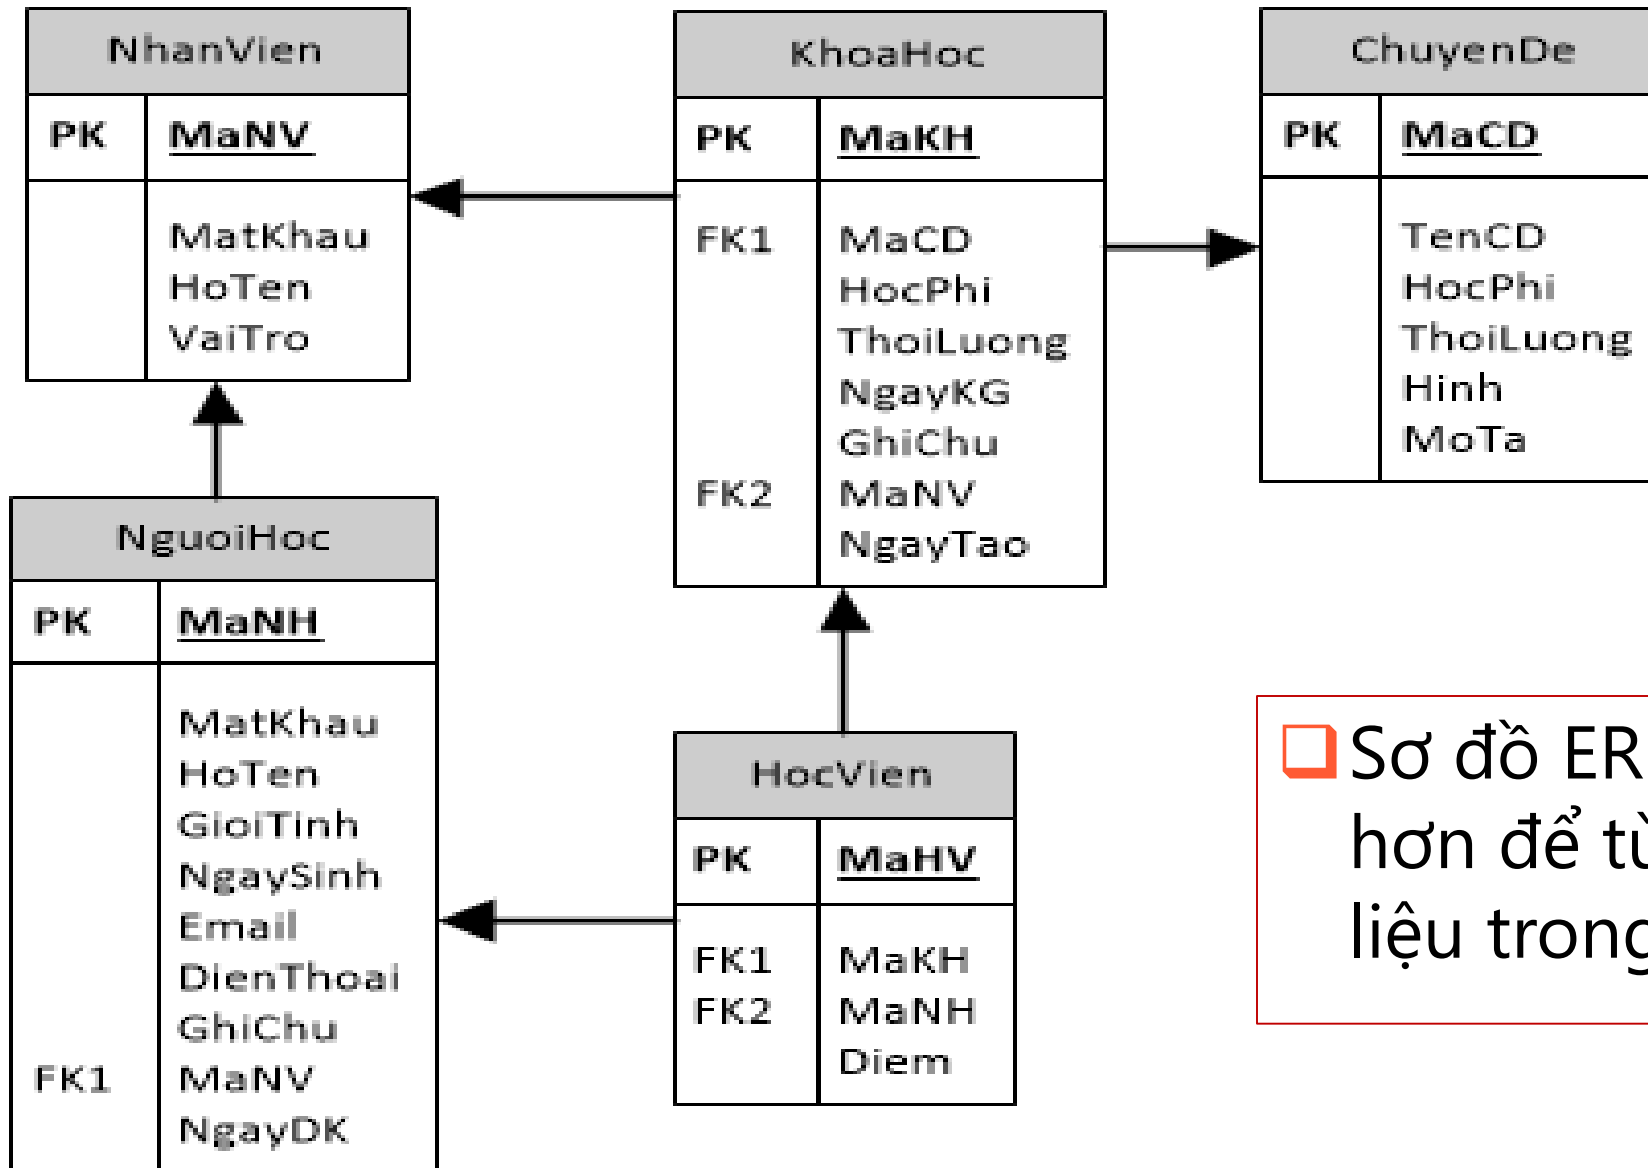 NhanVien
PK MaNV
MatKhau
HoTen
VaiTro
KhoaHoc
PK MaKH
FK1 MaCD
HocPhi
ThoiLuong
NgayKG
GhiChu
FK2 MaNV
NgayTao
ChuyenDe
PK MaCD
TenCD
HocPhi
ThoiLuong
Hinh
MoTa
NguoiHoc
PK MaNH
MatKhau
HoTen
GioiTinh
NgaySinh
Email
DienThoai
GhiChu
FK1 MaNV
NgayDK
HocVien
PK MaHV
FK1 MaKH
FK2 MaNH
Diem
Sơ đồ ER
hơn để từ
liệu trong